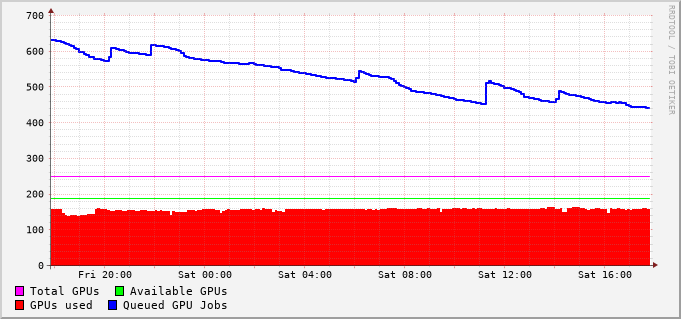 700
600
500
400
300
200
100
0
Fri 20:00 Sat 00:00 Sat 04:00 Sat 08:00 Sat 12:00 Sat 16:00
Total GPUs Available GPUs
GPUs used Queued GPU Jobs
RRDTOOL / TOBI OETIKER